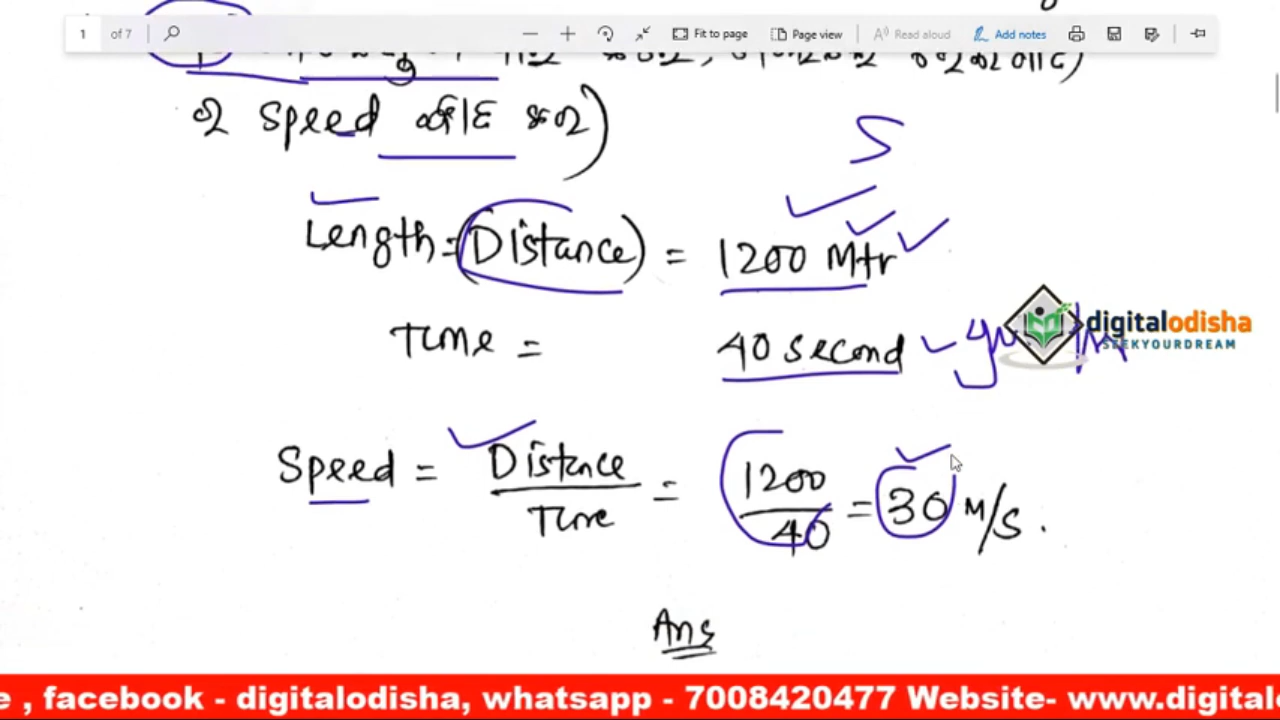 1 of 7 Fit to page Page view Read aloud Add notes
Speed
S
Length = (Distance) = 1200 Mtr
Time = 40 second
digitalodisha
SEEKYOURDREAM
Speed = Distance / Time = 1200 / 40 = 30 M/S.
Ans
e , facebook - digitalodisha, whatsapp - 7008420477 Website- www.digital